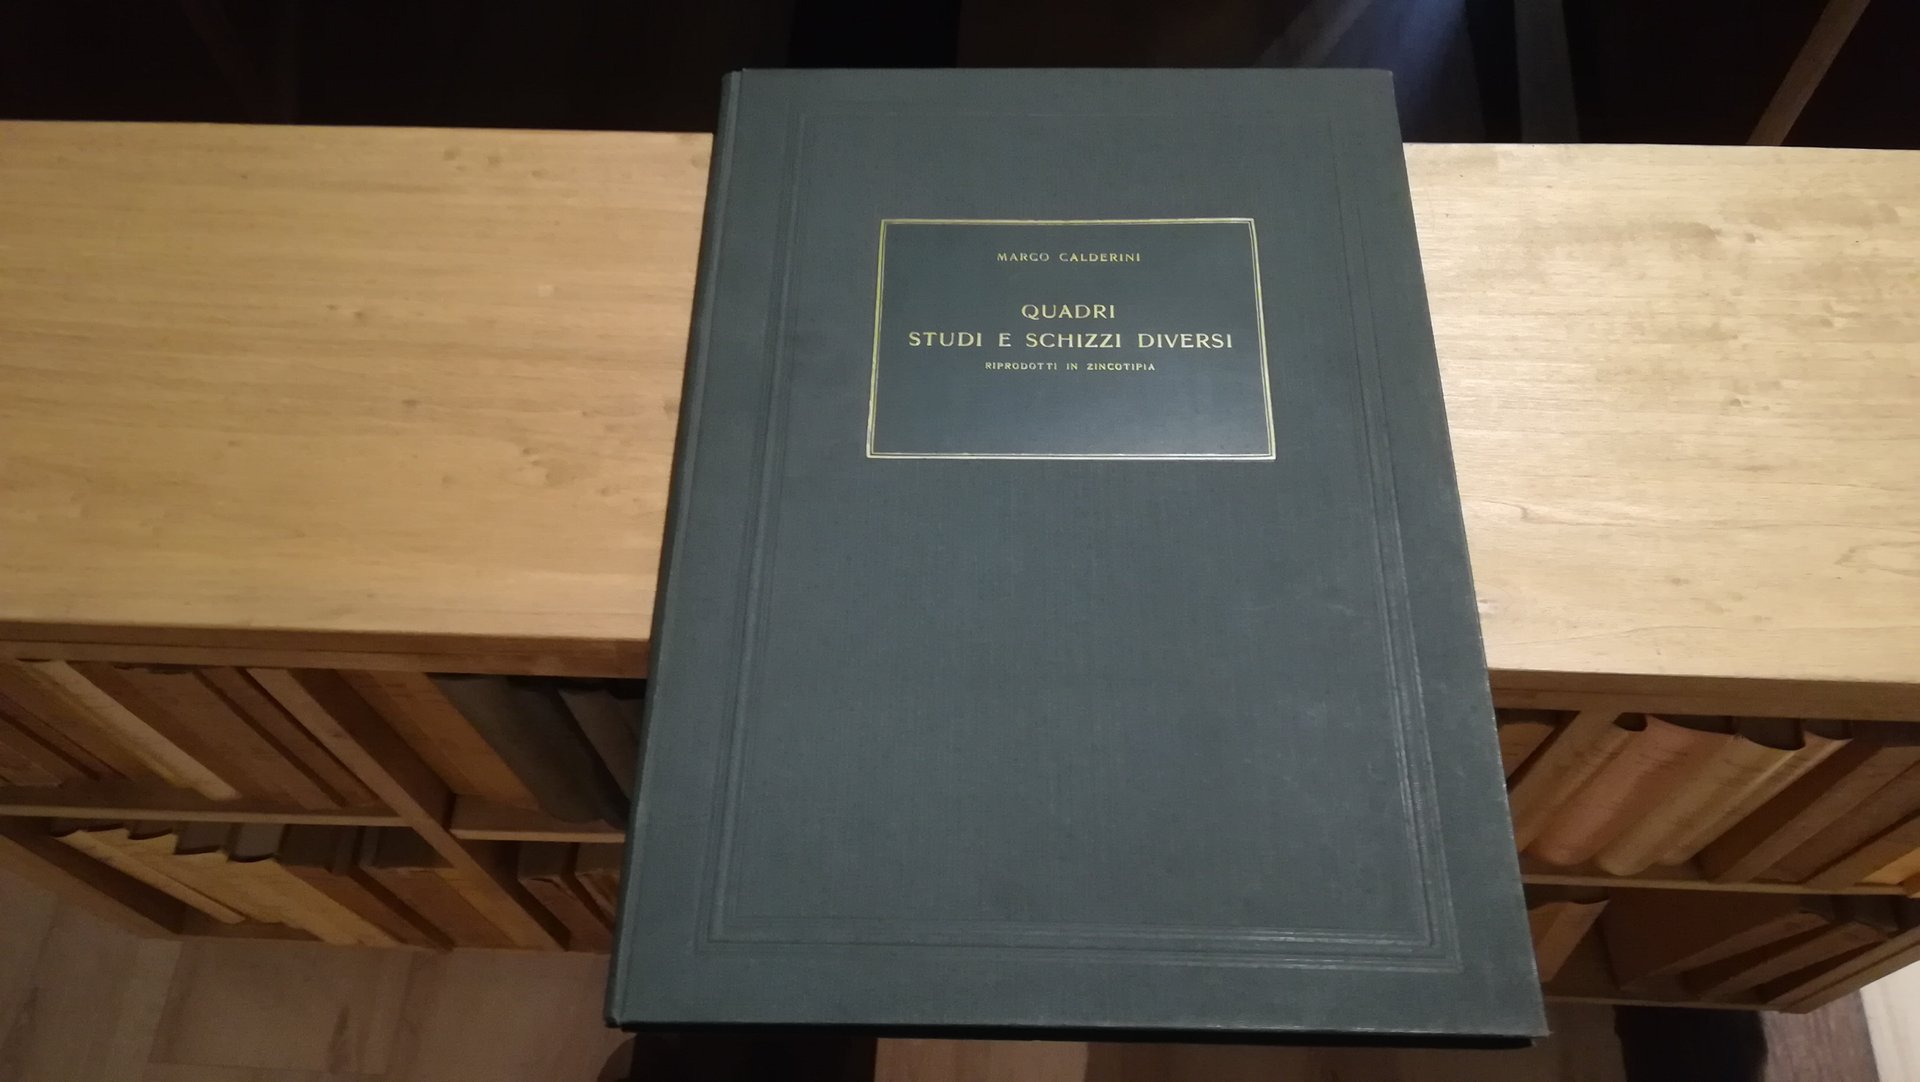 MARCO CALDERINI
QUADRI
STUDI E SCHIZZI DIVERSI
RIPRODOTTI IN ZINCOTIPIA